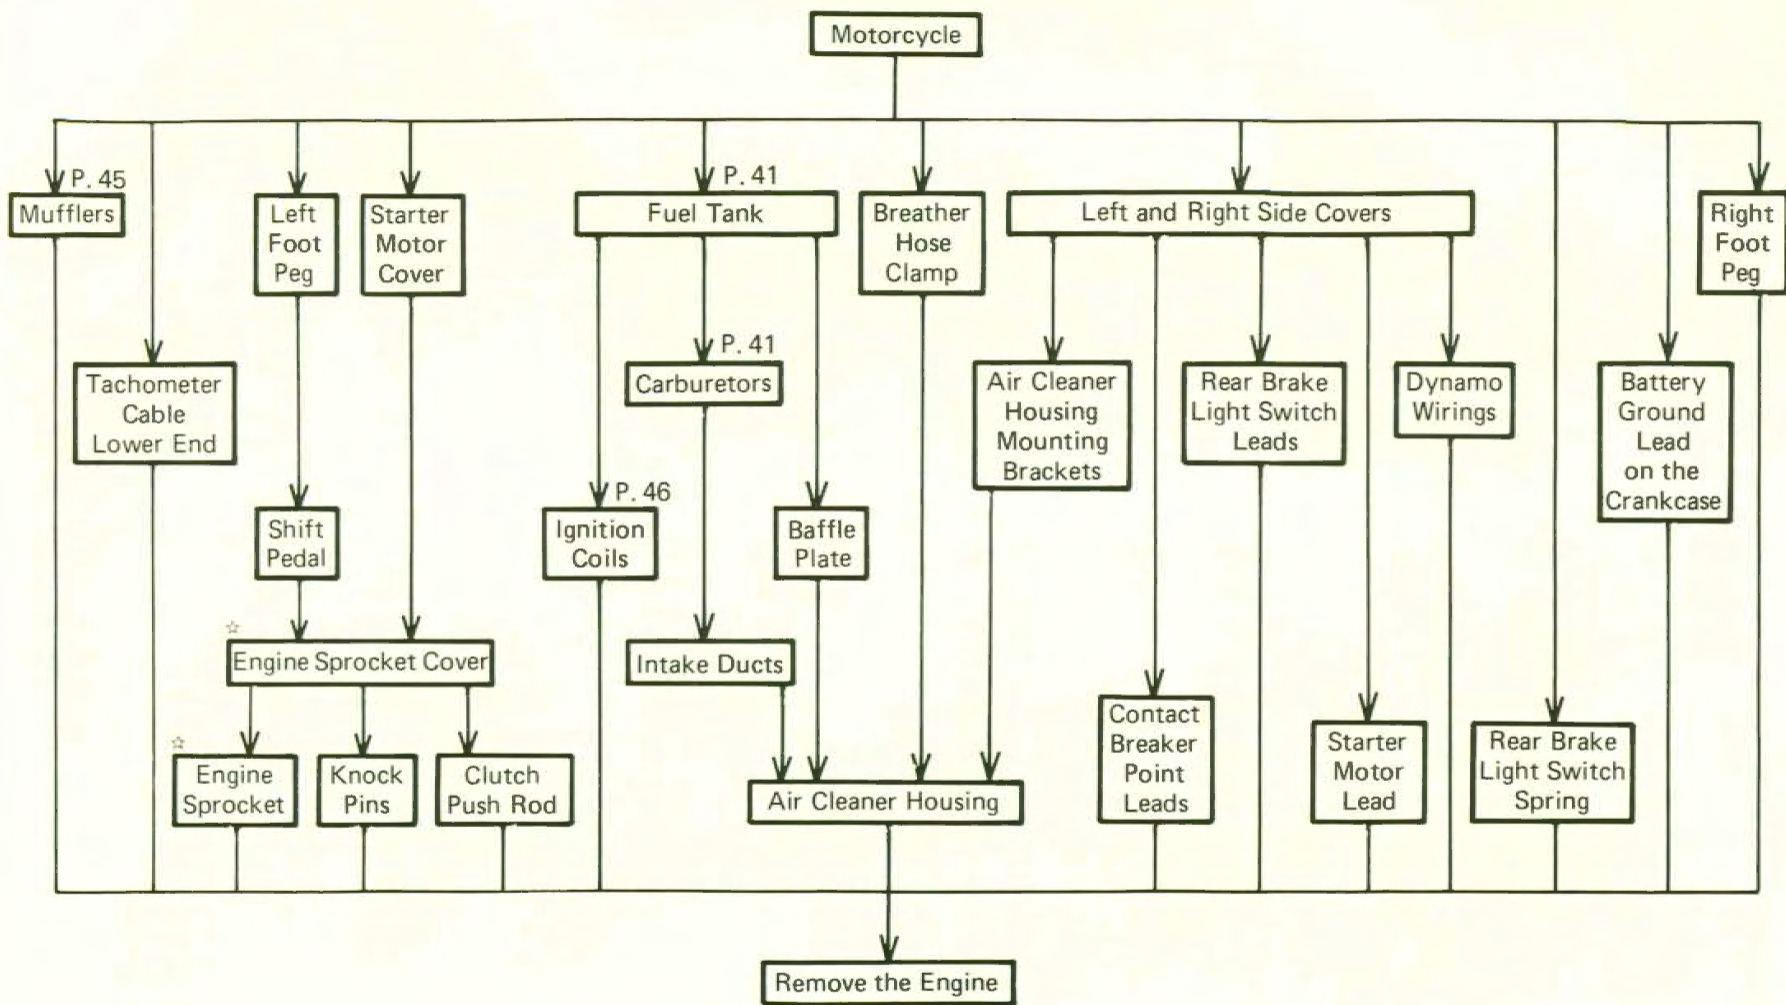 Motorcycle
P. 45
Mufflers
Tachometer
Cable
Lower End
Left
Foot
Peg
Shift
Pedal
Starter
Motor
Cover
☆
Engine Sprocket Cover
☆
Engine
Sprocket
Knock
Pins
Clutch
Push Rod
P. 41
Fuel Tank
P. 46
Ignition
Coils
P. 41
Carburetors
Intake Ducts
Baffle
Plate
Breather
Hose
Clamp
Left and Right Side Covers
Air Cleaner
Housing
Mounting
Brackets
Air Cleaner Housing
Contact
Breaker
Point
Leads
Rear Brake
Light Switch
Leads
Starter
Motor
Lead
Dynamo
Wirings
Rear Brake
Light Switch
Spring
Battery
Ground
Lead
on the
Crankcase
Right
Foot
Peg
Remove the Engine